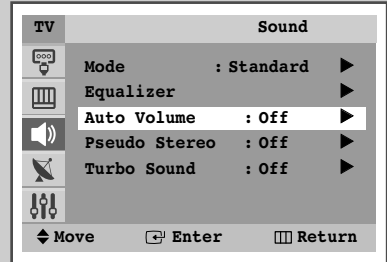 TV Sound
Mode : Standard
Equalizer
Auto Volume : Off
Pseudo Stereo : Off
Turbo Sound : Off
Move Enter Return